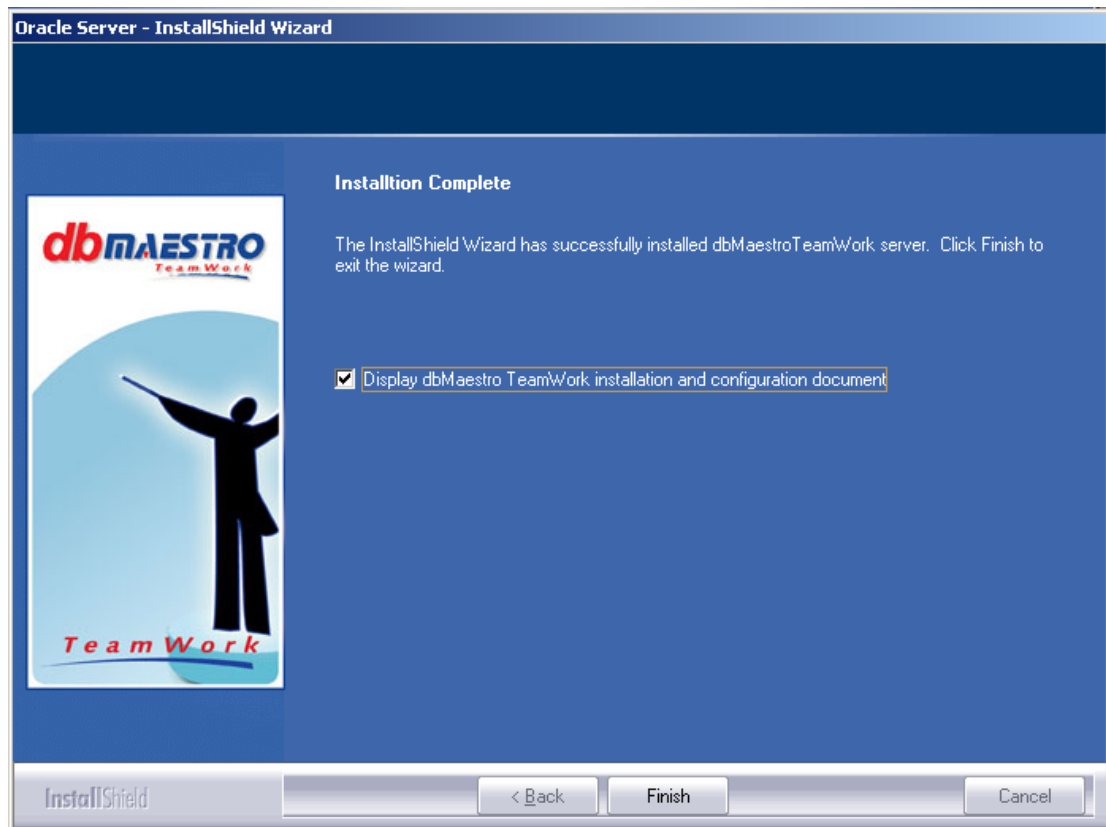 Oracle Server - InstallShield Wizard
Installtion Complete
dbMAESTRO
TeamWork
The InstallShield Wizard has successfully installed dbMaestroTeamWork server. Click Finish to
exit the wizard.
Display dbMaestro TeamWork installation and configuration document
TeamWork
InstallShield
< Back
Finish
Cancel